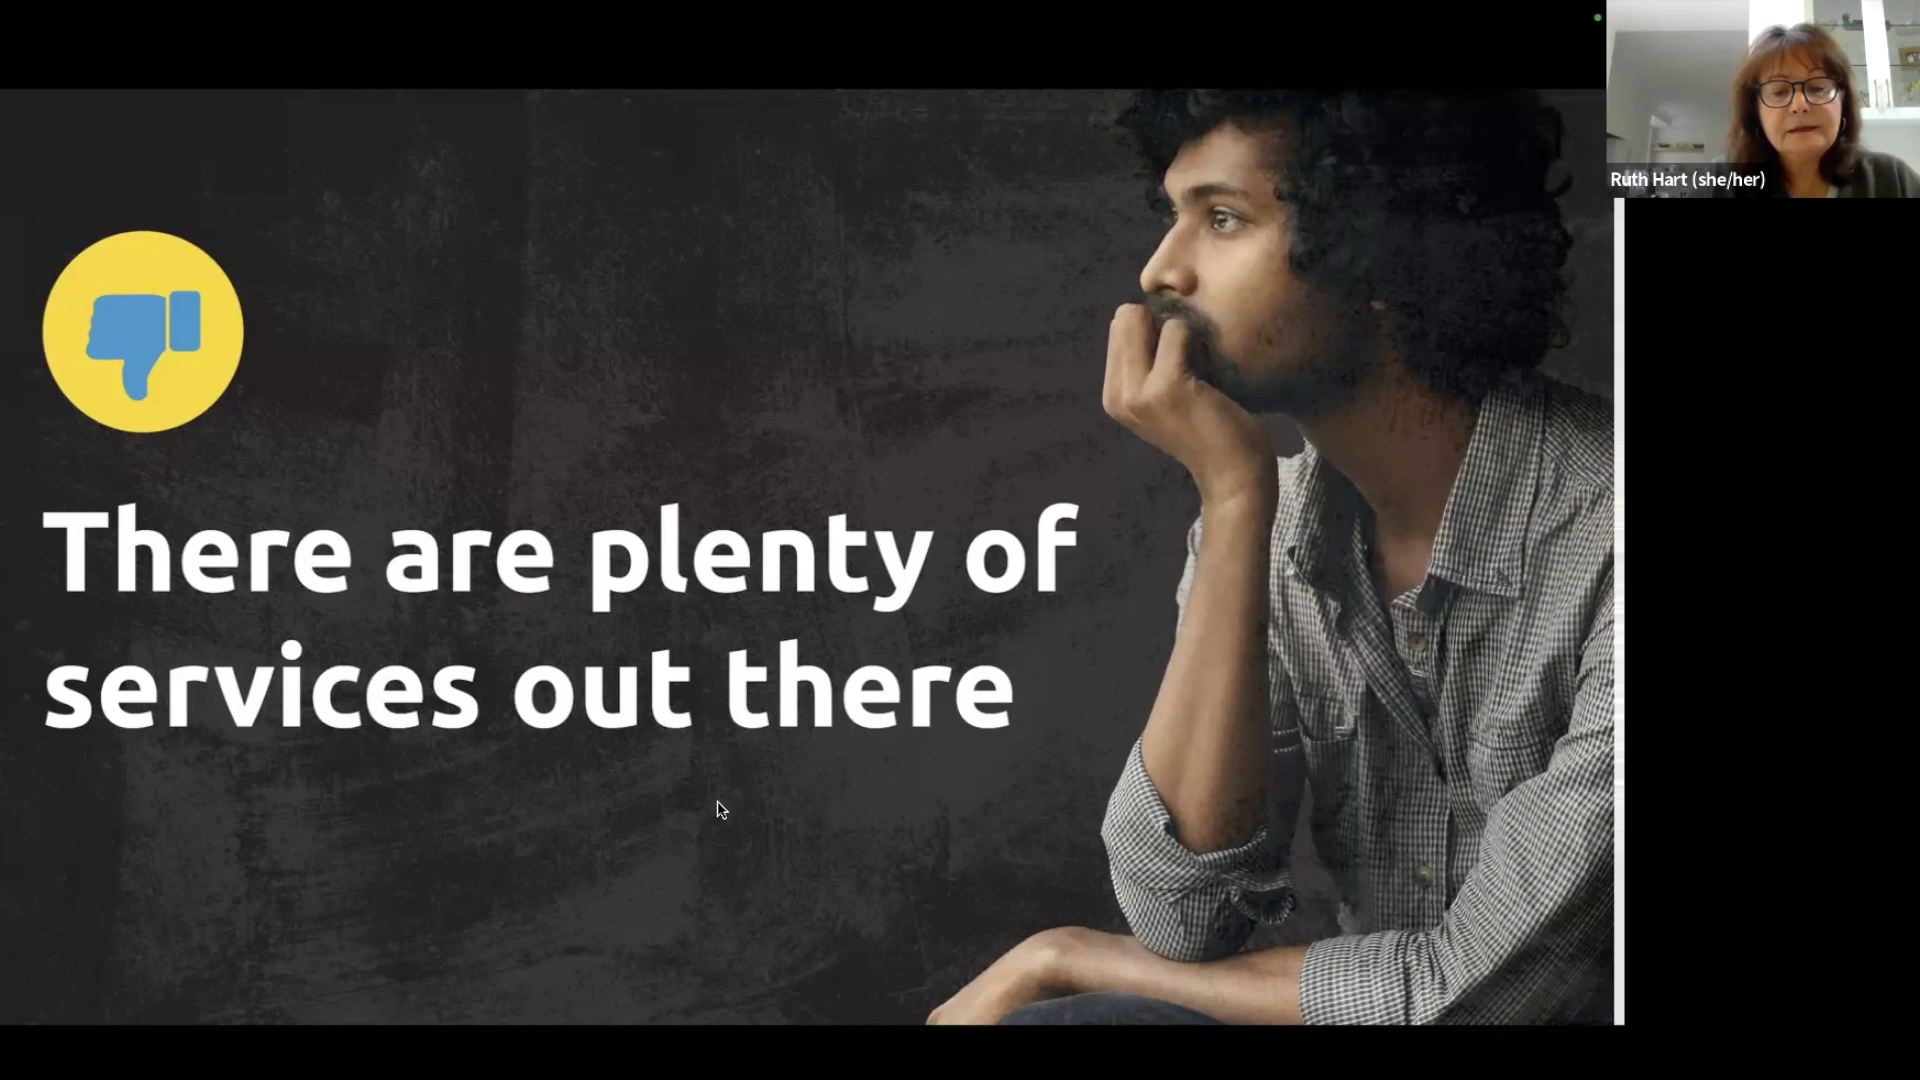 Ruth Hart (she/her)
There are plenty of
services out there